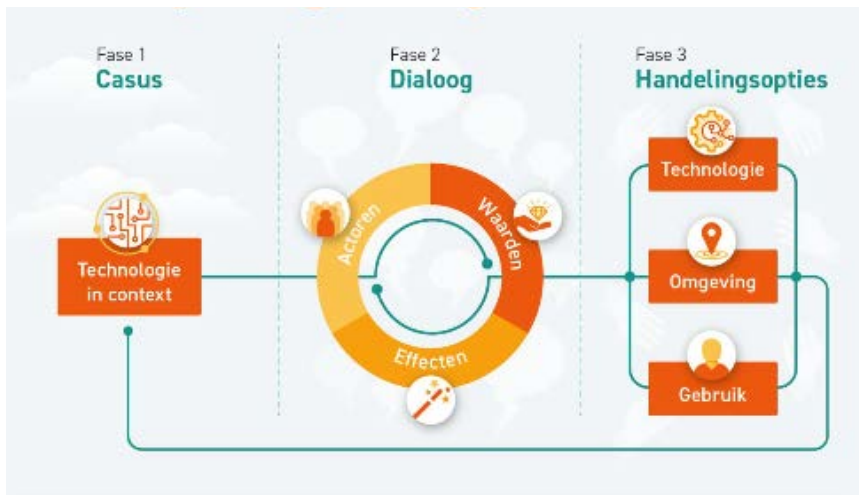 Fase 1
Casus
Technologie
in context
Fase 2
Dialoog
Actoren
Waarden
Effecten
Fase 3
Handelingsopties
Technologie
Omgeving
Gebruik